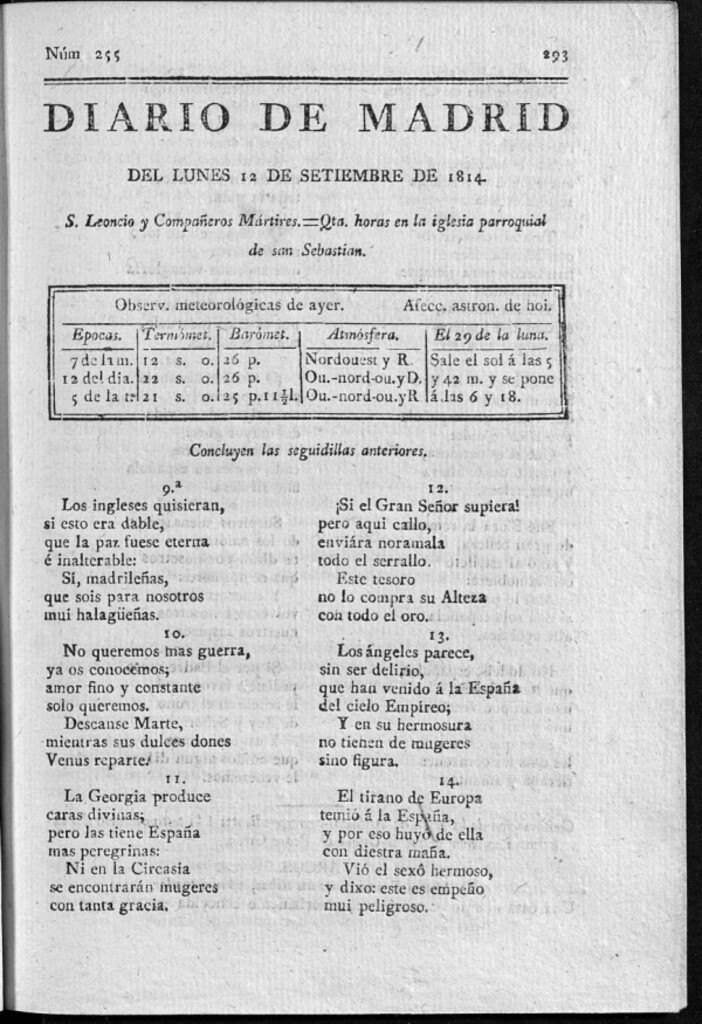 Núm 255 293
DIARIO DE MADRID
DEL LUNES 12 DE SETIEMBRE DE 1814.
S. Leoncio y Compañeros Mártires.=Qta. horas en la iglesia parroquial
de san Sebastian.
Observ. meteorológicas de ayer. Afecc. astron. de hoi.
Epocas. Termómet. Barómet. Atmósfera. El 29 de la luna.
7 de la m. 12 s. o. 26 p. Nordouest y R. Sale el sol á las 5
12 del dia. 22 s. o. 26 p. Ou.-nord-ou. y D. y 42 m. y se pone
5 de la t. 21 s. o. 25 p. 11½l. Ou.-nord-ou. y R á las 6 y 18.
Concluyen las seguidillas anteriores.
9.ª
Los ingleses quisieran,
si esto era dable,
que la paz fuese eterna
é inalterable:
Sí, madrileñas,
que sois para nosotros
mui halagüeñas.
10.
No queremos mas guerra,
ya os conocemos;
amor fino y constante
solo queremos.
Descanse Marte,
mientras sus dulces dones
Venus reparte.
11.
La Georgia produce
caras divinas;
pero las tiene España
mas peregrinas:
Ni en la Circasia
se encontrarán mugeres
con tanta gracia.
12.
¡Si el Gran Señor supiera!
pero aqui callo,
enviára noramala
todo el serrallo.
Este tesoro
no lo compra su Alteza
con todo el oro.
13.
Los ángeles parece,
sin ser delirio,
que han venido á la España
del cielo Empireo;
Y en su hermosura
no tienen de mugeres
sino figura.
14.
El tirano de Europa
temió á la España,
y por eso huyó de ella
con diestra maña.
Vió el sexô hermoso,
y dixo: este es empeño
mui peligroso.